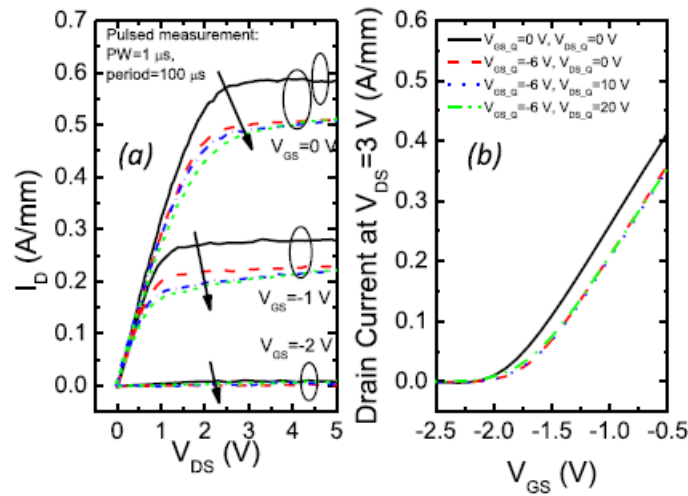 Pulsed measurement:
PW=1 μs,
period=100 μs
(a)
V_GS=0 V
V_GS=-1 V
V_GS=-2 V
0.6
0.5
0.4
0.3
0.2
0.1
0.0
I_D (A/mm)
0 1 2 3 4 5
V_DS (V)
V_GS_Q=0 V, V_DS_Q=0 V
V_GS_Q=-6 V, V_DS_Q=0 V
V_GS_Q=-6 V, V_DS_Q=10 V
V_GS_Q=-6 V, V_DS_Q=20 V
(b)
0.6
0.5
0.4
0.3
0.2
0.1
0.0
Drain Current at V_DS=3 V (A/mm)
-2.5 -2.0 -1.5 -1.0 -0.5
V_GS (V)